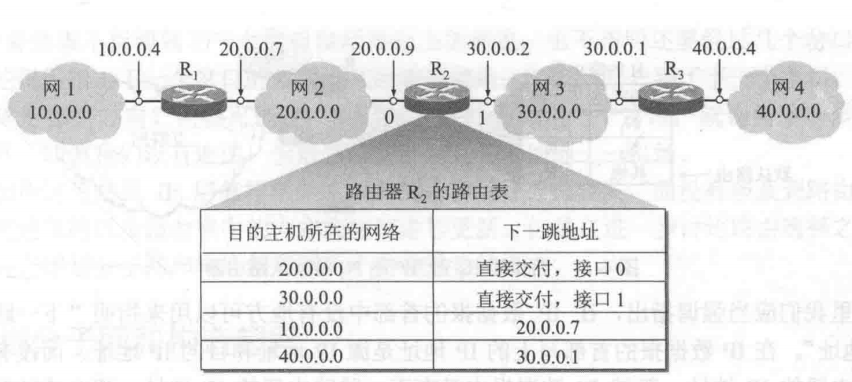 10.0.0.4 20.0.0.7 20.0.0.9 30.0.0.2 30.0.0.1 40.0.0.4
R1 R2 R3
网 1 网 2 网 3 网 4
10.0.0.0 20.0.0.0 0 1 30.0.0.0 40.0.0.0
路由器 R2 的路由表
目的主机所在的网络 下一跳地址
20.0.0.0 直接交付，接口 0
30.0.0.0 直接交付，接口 1
10.0.0.0 20.0.0.7
40.0.0.0 30.0.0.1